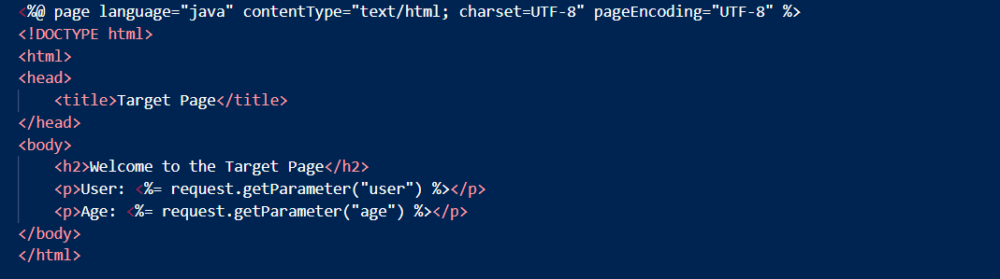 <%@ page language="java" contentType="text/html; charset=UTF-8" pageEncoding="UTF-8" %>
<!DOCTYPE html>
<html>
<head>
    <title>Target Page</title>
</head>
<body>
    <h2>Welcome to the Target Page</h2>
    <p>User: <%= request.getParameter("user") %></p>
    <p>Age: <%= request.getParameter("age") %></p>
</body>
</html>